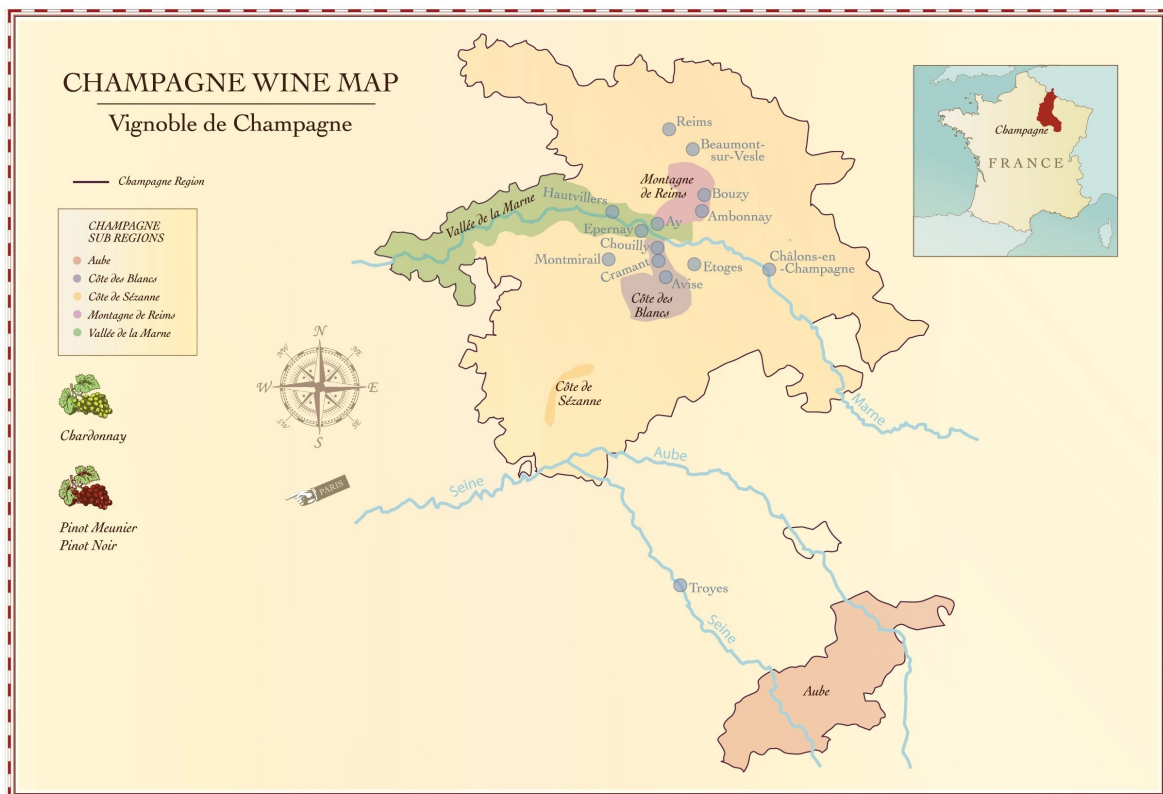 CHAMPAGNE WINE MAP
Vignoble de Champagne
Champagne Region
CHAMPAGNE
SUB REGIONS
Aube
Côte des Blancs
Côte de Sézanne
Montagne de Reims
Vallée de la Marne
Chardonnay
Pinot Meunier
Pinot Noir
N
NE
E
SE
S
SW
W
NW
PARIS
Reims
Beaumont-
sur-Vesle
Montagne
de Reims
Bouzy
Ambonnay
Hautvillers
Vallée de la Marne
Ay
Epernay
Chouilly
Montmirail
Cramant
Etoges
Châlons-en
-Champagne
Avise
Côte des
Blancs
Côte de
Sézanne
Marne
Aube
Seine
Troyes
Seine
Aube
Champagne
FRANCE